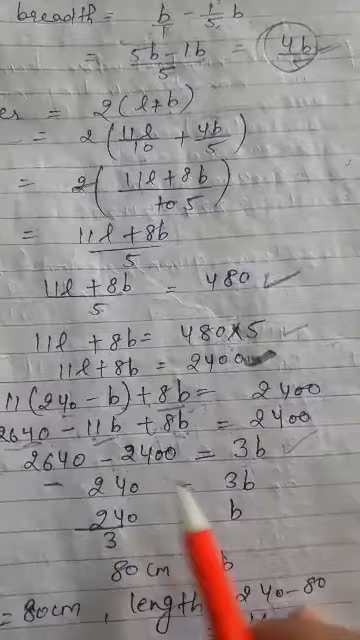 breadth = b/1 - 1/5 b
= 5b-1b/5 = 4b/5
= 2(l+b)
= 2(11l/10 + 4b/5)
= 2(11l+8b/10 5)
= 11l+8b/5
11l+8b/5 = 480
11l + 8b = 480×5
11l+8b = 2400
11(240-b)+8b = 2400
2640 - 11b + 8b = 2400
2640 - 2400 = 3b
240 = 3b
240/3 b
80cm b
= 80cm, length 240-80